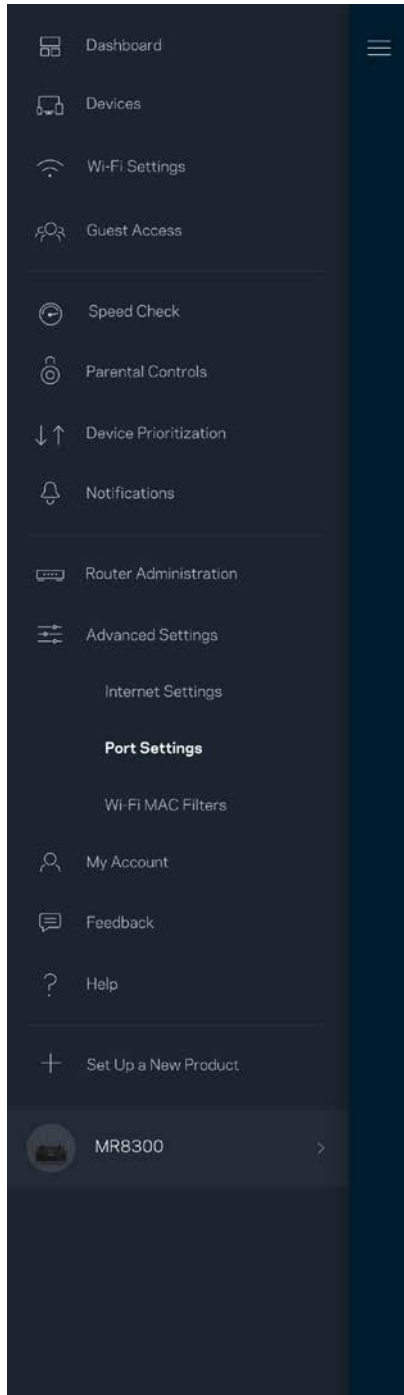 Dashboard
Devices
Wi-Fi Settings
Guest Access
Speed Check
Parental Controls
Device Prioritization
Notifications
Router Administration
Advanced Settings
Internet Settings
Port Settings
Wi-Fi MAC Filters
My Account
Feedback
Help
Set Up a New Product
MR8300